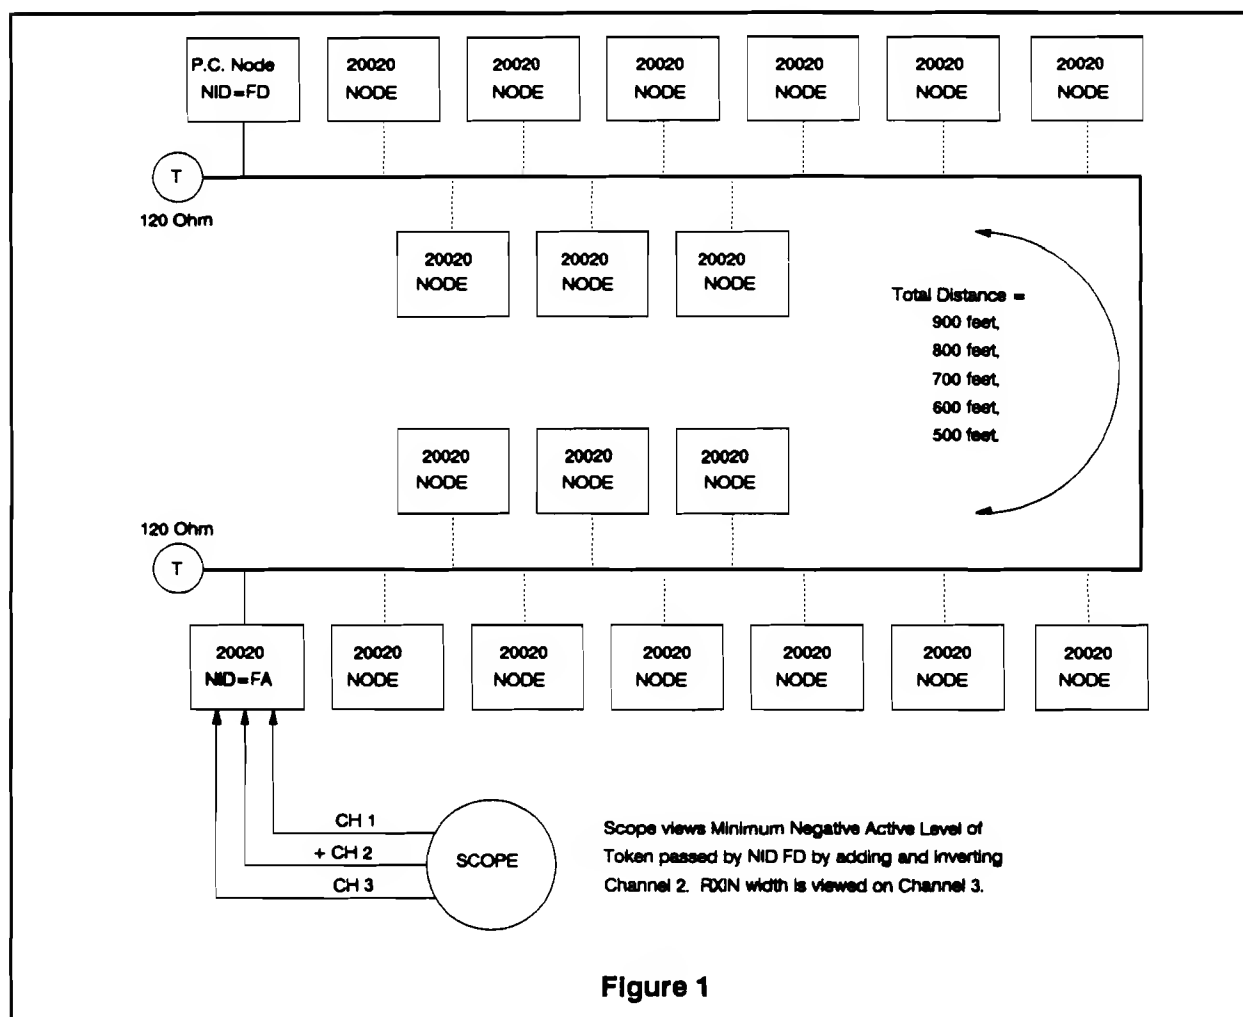 P.C. Node
NID=FD
20020
NODE
20020
NODE
20020
NODE
20020
NODE
20020
NODE
20020
NODE
T
120 Ohm
20020
NODE
20020
NODE
20020
NODE
Total Distance =
900 feet,
800 feet,
700 feet,
600 feet,
500 feet.
20020
NODE
20020
NODE
20020
NODE
120 Ohm
T
20020
NID=FA
20020
NODE
20020
NODE
20020
NODE
20020
NODE
20020
NODE
20020
NODE
CH 1
+ CH 2
CH 3
SCOPE
Scope views Minimum Negative Active Level of
Token passed by NID FD by adding and inverting
Channel 2. RXIN width is viewed on Channel 3.
Figure 1